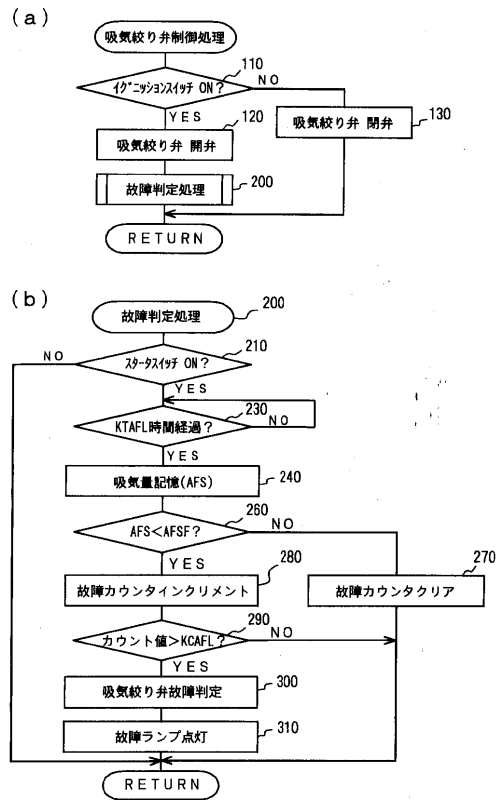 (a)
吸気絞り弁制御処理
110
イグニッションスイッチ ON?
NO
YES
120
吸気絞り弁 開弁
吸気絞り弁 閉弁
130
故障判定処理
200
RETURN
(b)
故障判定処理
200
210
NO
スタータスイッチ ON?
YES
230
KTAFL時間経過?
NO
YES
吸気量記憶(AFS)
240
260
AFS<AFSF?
NO
YES
280
270
故障カウンタインクリメント
故障カウンタクリア
290
カウント値>KCAFL?
NO
YES
吸気絞り弁故障判定
300
故障ランプ点灯
310
RETURN